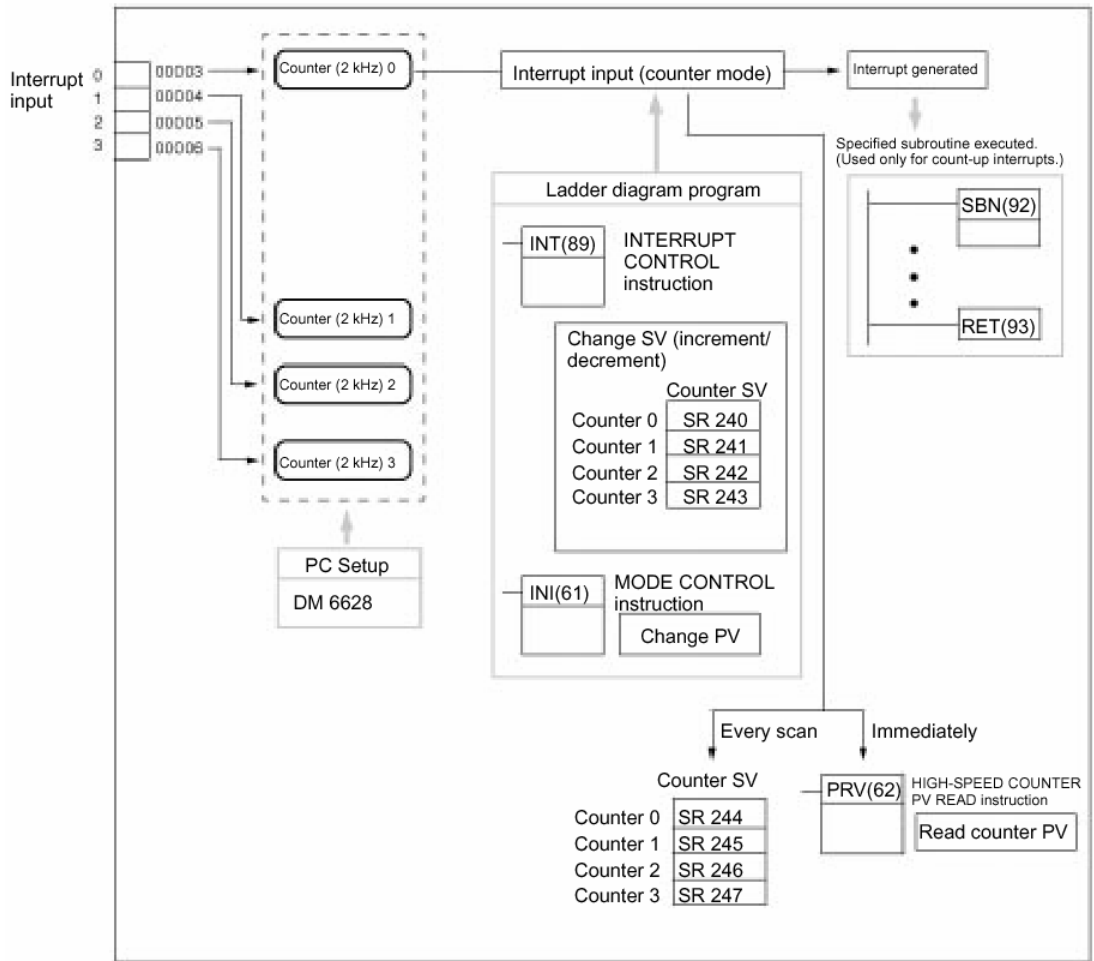 Interrupt
input
0
1
2
3
00003
00004
00005
00006
Counter (2 kHz) 0
Counter (2 kHz) 1
Counter (2 kHz) 2
Counter (2 kHz) 3
PC Setup
DM 6628
Interrupt input (counter mode)
Interrupt generated
Specified subroutine executed.
(Used only for count-up interrupts.)
SBN(92)
RET(93)
Ladder diagram program
INT(89)
INTERRUPT
CONTROL
instruction
Change SV (increment/
decrement)
Counter SV
Counter 0 SR 240
Counter 1 SR 241
Counter 2 SR 242
Counter 3 SR 243
INI(61)
MODE CONTROL
instruction
Change PV
Every scan
Immediately
Counter SV
Counter 0 SR 244
Counter 1 SR 245
Counter 2 SR 246
Counter 3 SR 247
PRV(62)
HIGH-SPEED COUNTER
PV READ instruction
Read counter PV